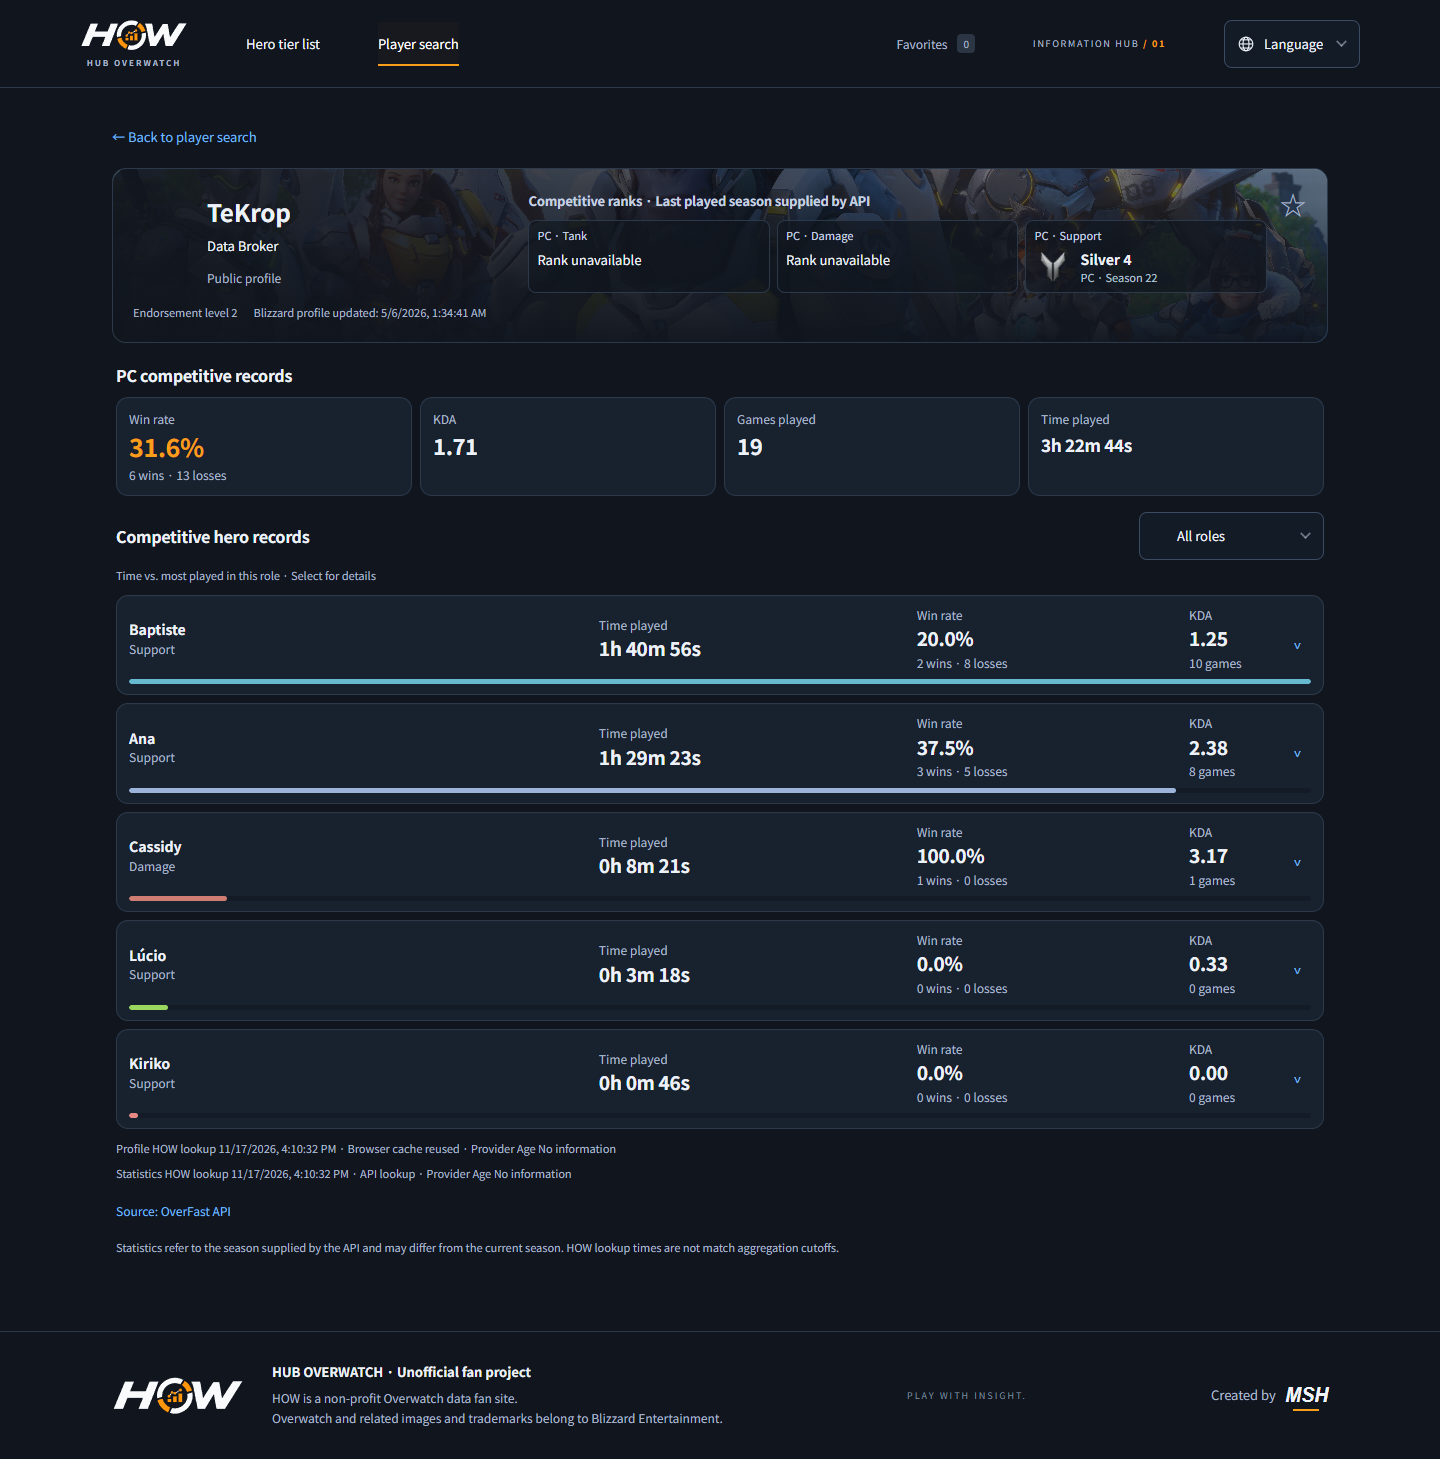 HOW
HUB OVERWATCH
Hero tier list
Player search
Favorites 0
INFORMATION HUB / 01
Language
← Back to player search
TeKrop
Data Broker
Public profile
Endorsement level 2 Blizzard profile updated: 5/6/2026, 1:34:41 AM
Competitive ranks · Last played season supplied by API
PC · Tank
Rank unavailable
PC · Damage
Rank unavailable
PC · Support
Silver 4
PC · Season 22
PC competitive records
Win rate
31.6%
6 wins · 13 losses
KDA
1.71
Games played
19
Time played
3h 22m 44s
Competitive hero records
All roles
Time vs. most played in this role · Select for details
Baptiste
Support
Time played
1h 40m 56s
Win rate
20.0%
2 wins · 8 losses
KDA
1.25
10 games
v
Ana
Support
Time played
1h 29m 23s
Win rate
37.5%
3 wins · 5 losses
KDA
2.38
8 games
v
Cassidy
Damage
Time played
0h 8m 21s
Win rate
100.0%
1 wins · 0 losses
KDA
3.17
1 games
v
Lúcio
Support
Time played
0h 3m 18s
Win rate
0.0%
0 wins · 0 losses
KDA
0.33
0 games
v
Kiriko
Support
Time played
0h 0m 46s
Win rate
0.0%
0 wins · 0 losses
KDA
0.00
0 games
v
Profile HOW lookup 11/17/2026, 4:10:32 PM · Browser cache reused · Provider Age No information
Statistics HOW lookup 11/17/2026, 4:10:32 PM · API lookup · Provider Age No information
Source: OverFast API
Statistics refer to the season supplied by the API and may differ from the current season. HOW lookup times are not match aggregation cutoffs.
HOW
HUB OVERWATCH · Unofficial fan project
HOW is a non-profit Overwatch data fan site.
Overwatch and related images and trademarks belong to Blizzard Entertainment.
PLAY WITH INSIGHT.
Created by MSH